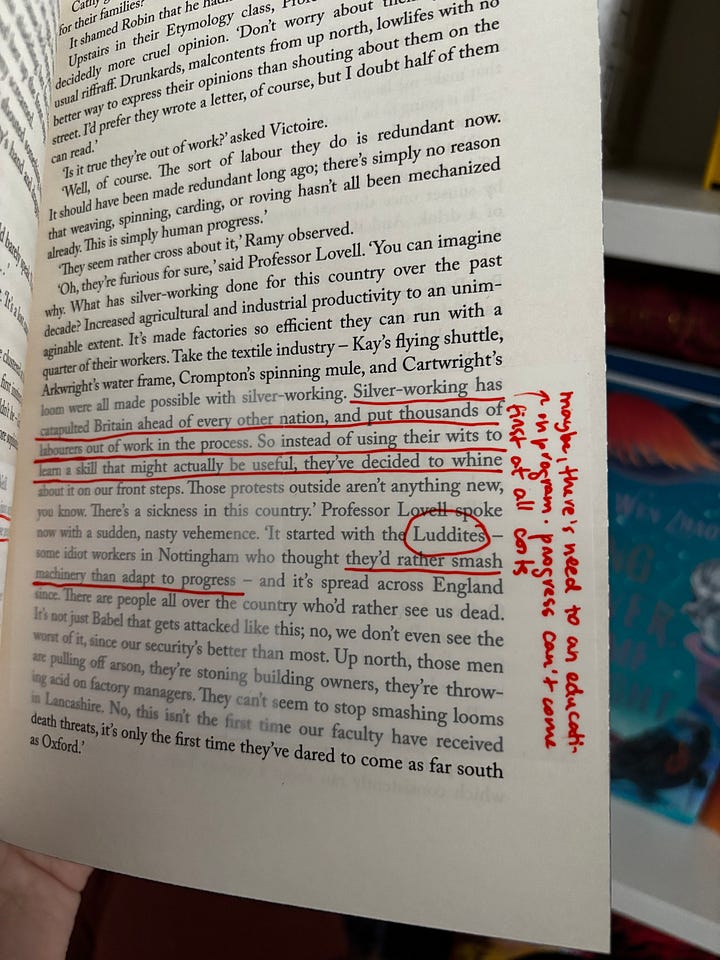 Cathy
for their families?
It shamed Robin that he had
Upstairs in their Etymology class,
decidedly more cruel opinion. ‘Don't worry about
usual riffraff. Drunkards, malcontents from up north, lowlifes with no
better way to express their opinions than shouting about them on the
street. I'd prefer they wrote a letter, of course, but I doubt half of them
can read.’
‘Is it true they're out of work?’ asked Victoire.
‘Well, of course. The sort of labour they do is redundant now.
It should have been made redundant long ago; there's simply no reason
that weaving, spinning, carding, or roving hasn't all been mechanized
already. This is simply human progress.’
‘They seem rather cross about it,’ Ramy observed.
‘Oh, they're furious for sure,’ said Professor Lovell. ‘You can imagine
why. What has silver-working done for this country over the past
decade? Increased agricultural and industrial productivity to an unim-
aginable extent. It's made factories so efficient they can run with a
quarter of their workers. Take the textile industry – Kay's flying shuttle,
Arkwright's water frame, Crompton's spinning mule, and Cartwright's
loom were all made possible with silver-working. Silver-working has
catapulted Britain ahead of every other nation, and put thousands of
labourers out of work in the process. So instead of using their wits to
learn a skill that might actually be useful, they've decided to whine
about it on our front steps. Those protests outside aren't anything new,
you know. There's a sickness in this country.’ Professor Lovell spoke
now with a sudden, nasty vehemence. ‘It started with the Luddites –
some idiot workers in Nottingham who thought they'd rather smash
machinery than adapt to progress – and it's spread across England
since. There are people all over the country who'd rather see us dead.
It's not just Babel that gets attacked like this; no, we don't even see the
worst of it, since our security's better than most. Up north, those men
are pulling off arson, they're stoning building owners, they're throw-
ing acid on factory managers. They can't seem to stop smashing looms
in Lancashire. No, this isn't the first time our faculty have received
death threats, it's only the first time they've dared to come as far south
as Oxford.’
maybe there's need to an educati-
on program. progress can't come
first at all costs